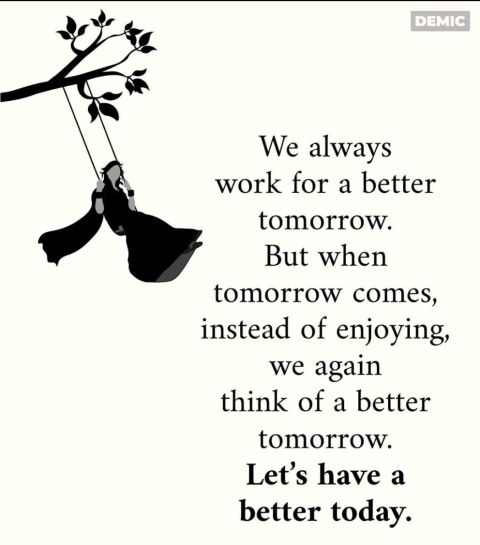 DEMIC
We always
work for a better
tomorrow.
But when
tomorrow comes,
instead of enjoying,
we again
think of a better
tomorrow.
Let's have a
better today.